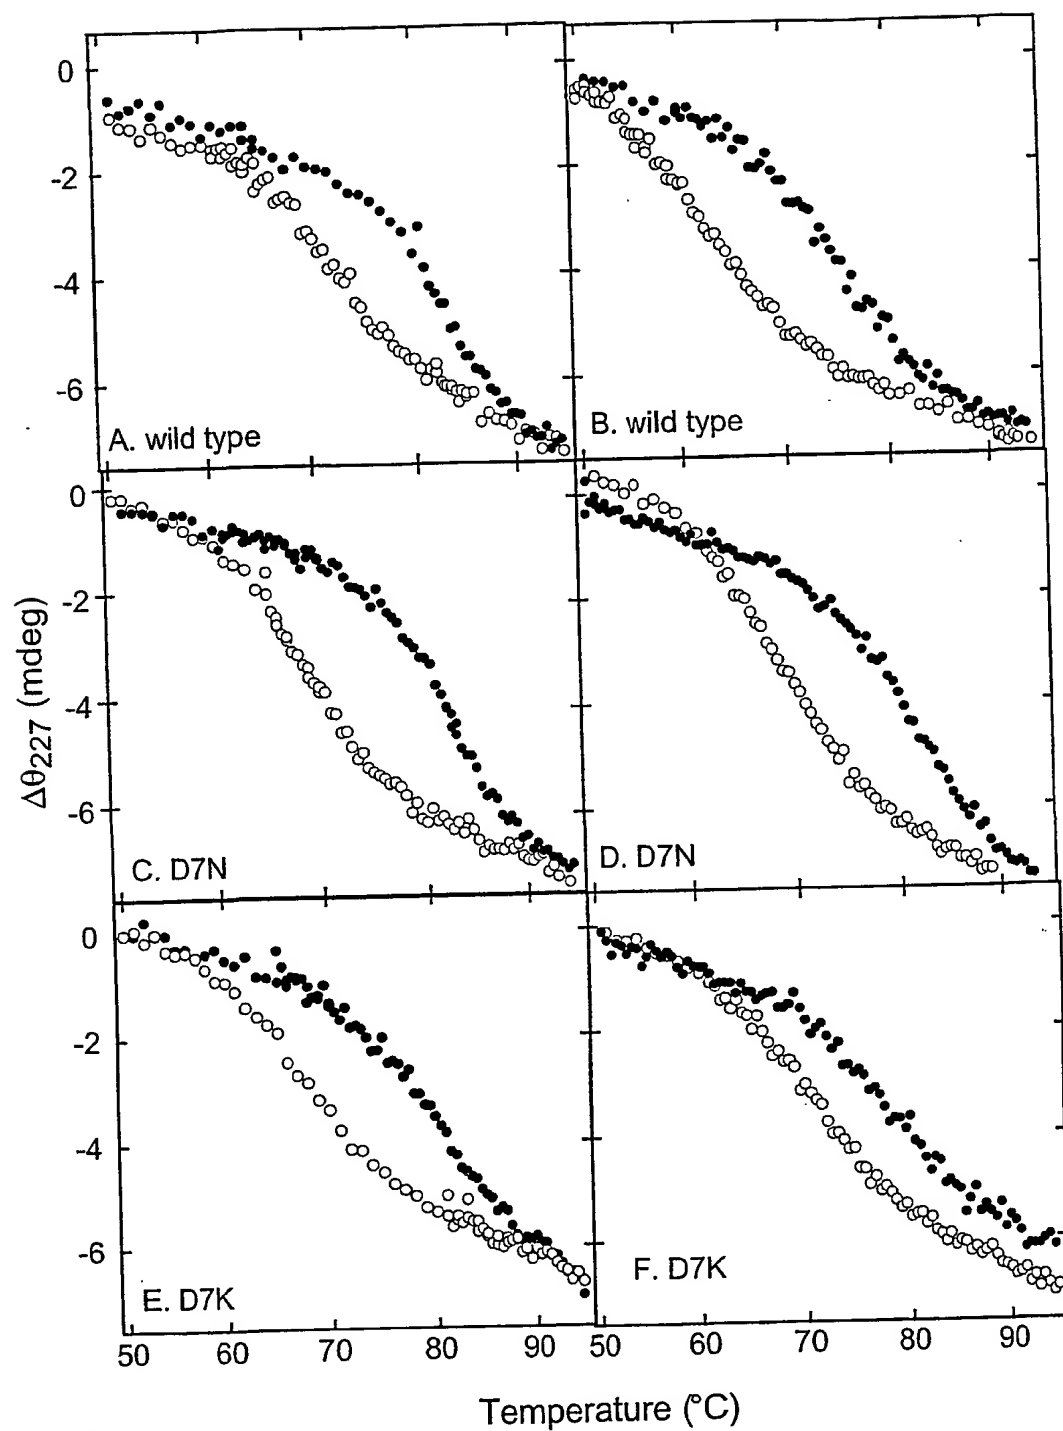 0
-2
-4
-6
A. wild type
B. wild type
0
-2
-4
-6
C. D7N
D. D7N
0
-2
-4
-6
E. D7K
F. D7K
Δθ227 (mdeg)
50 60 70 80 90 50 60 70 80 90
Temperature (°C)